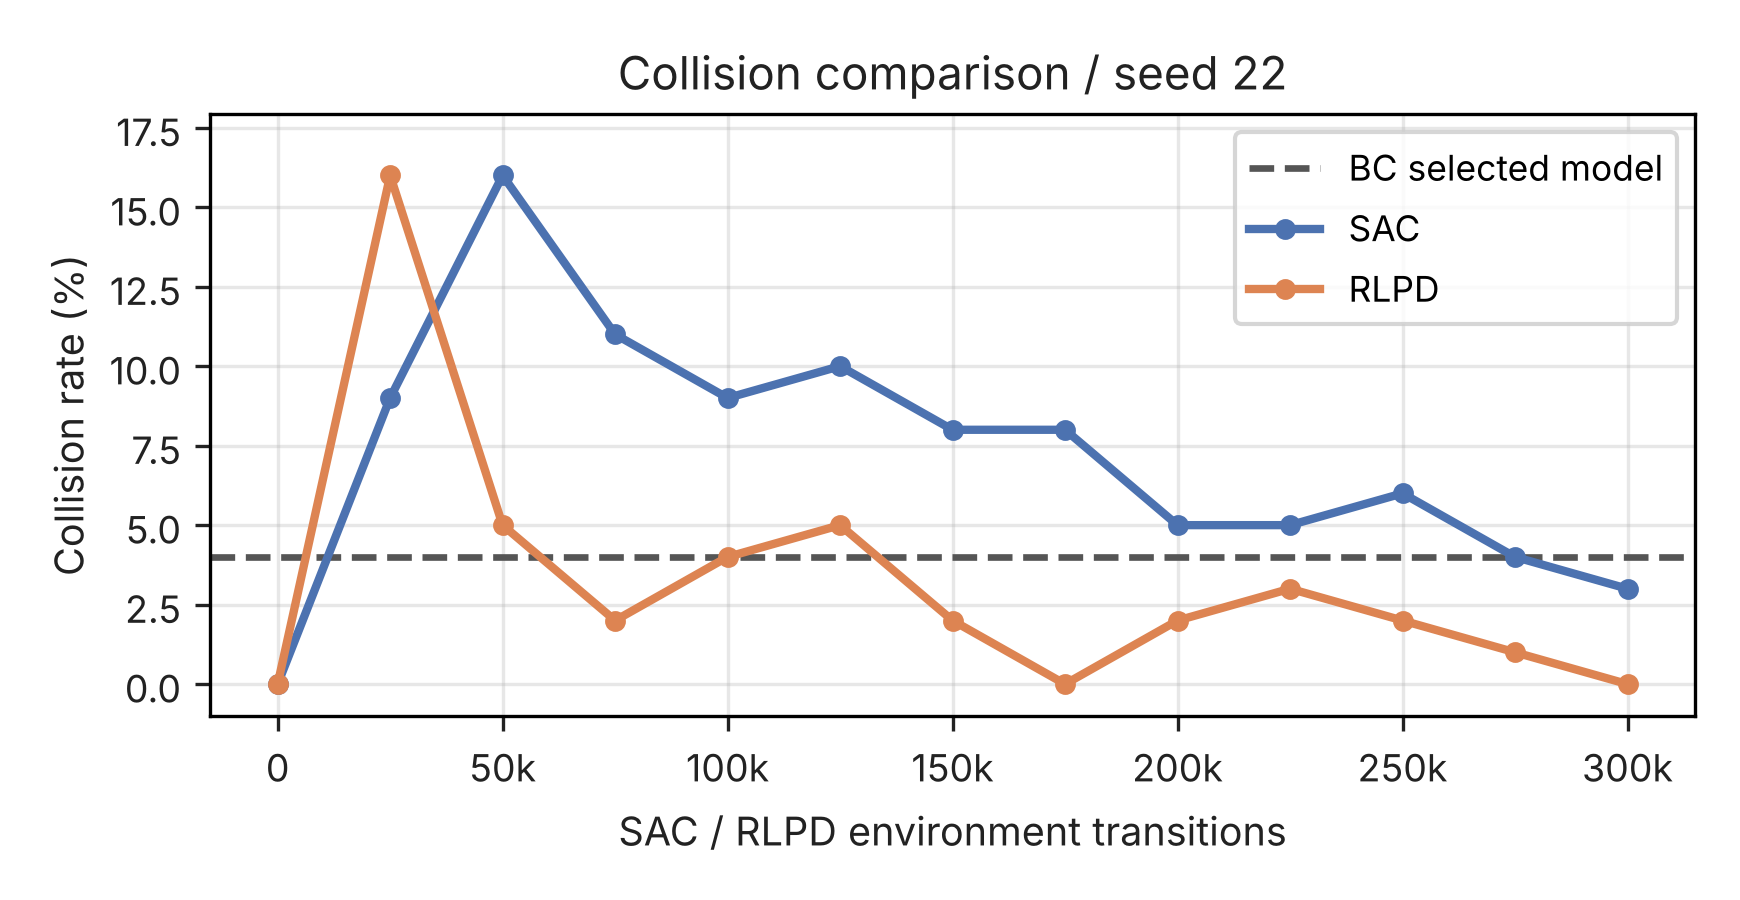 Collision comparison / seed 22
Collision rate (%)
17.5
15.0
12.5
10.0
7.5
5.0
2.5
0.0
BC selected model
SAC
RLPD
0 50k 100k 150k 200k 250k 300k
SAC / RLPD environment transitions